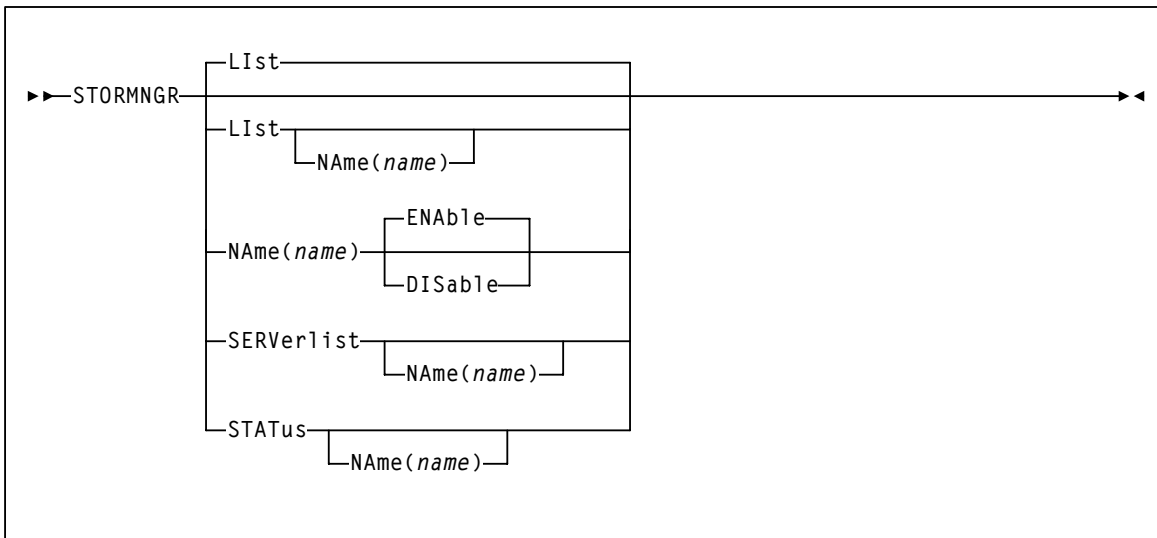 LIst
STORMNGR
LIst
NAme(name)
ENAble
NAme(name)
DISable
SERVerlist
NAme(name)
STATus
NAme(name)